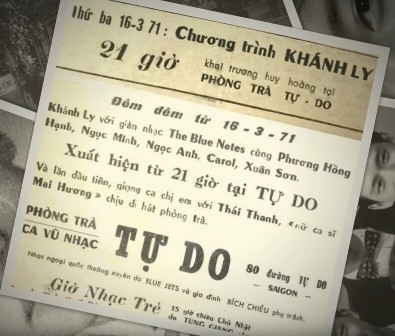 Thứ ba 16-3 71: Chương trình KHÁNH LY
21 giờ khai trương huy hoàng tại
PHÒNG TRÀ TỰ - DO
Đêm đêm từ 16 - 3 - 71
Khánh Ly với giàn nhạc The Blue Notes cùng Phương Hồng
Hạnh, Ngọc Minh, Ngọc Anh, Carol, Xuân Sơn.
Xuất hiện từ 21 giờ tại TỰ DO
Và lần đầu tiên, giọng ca chị em với Thái Thanh, «nữ ca sĩ
Mai Hương» chịu đi hát phòng trà.
PHÒNG TRÀ
CA VŨ NHẠC
TỰ DO
80 đường TỰ DO
— SAIGON —
Nhạc ngoại quốc thường xuyên do BLUE JETS và gia đình BÍCH CHIÊU phụ trách.
Giờ Nhạc Trẻ
15 giờ chiều Chủ Nhật
do TÙNG GIANG